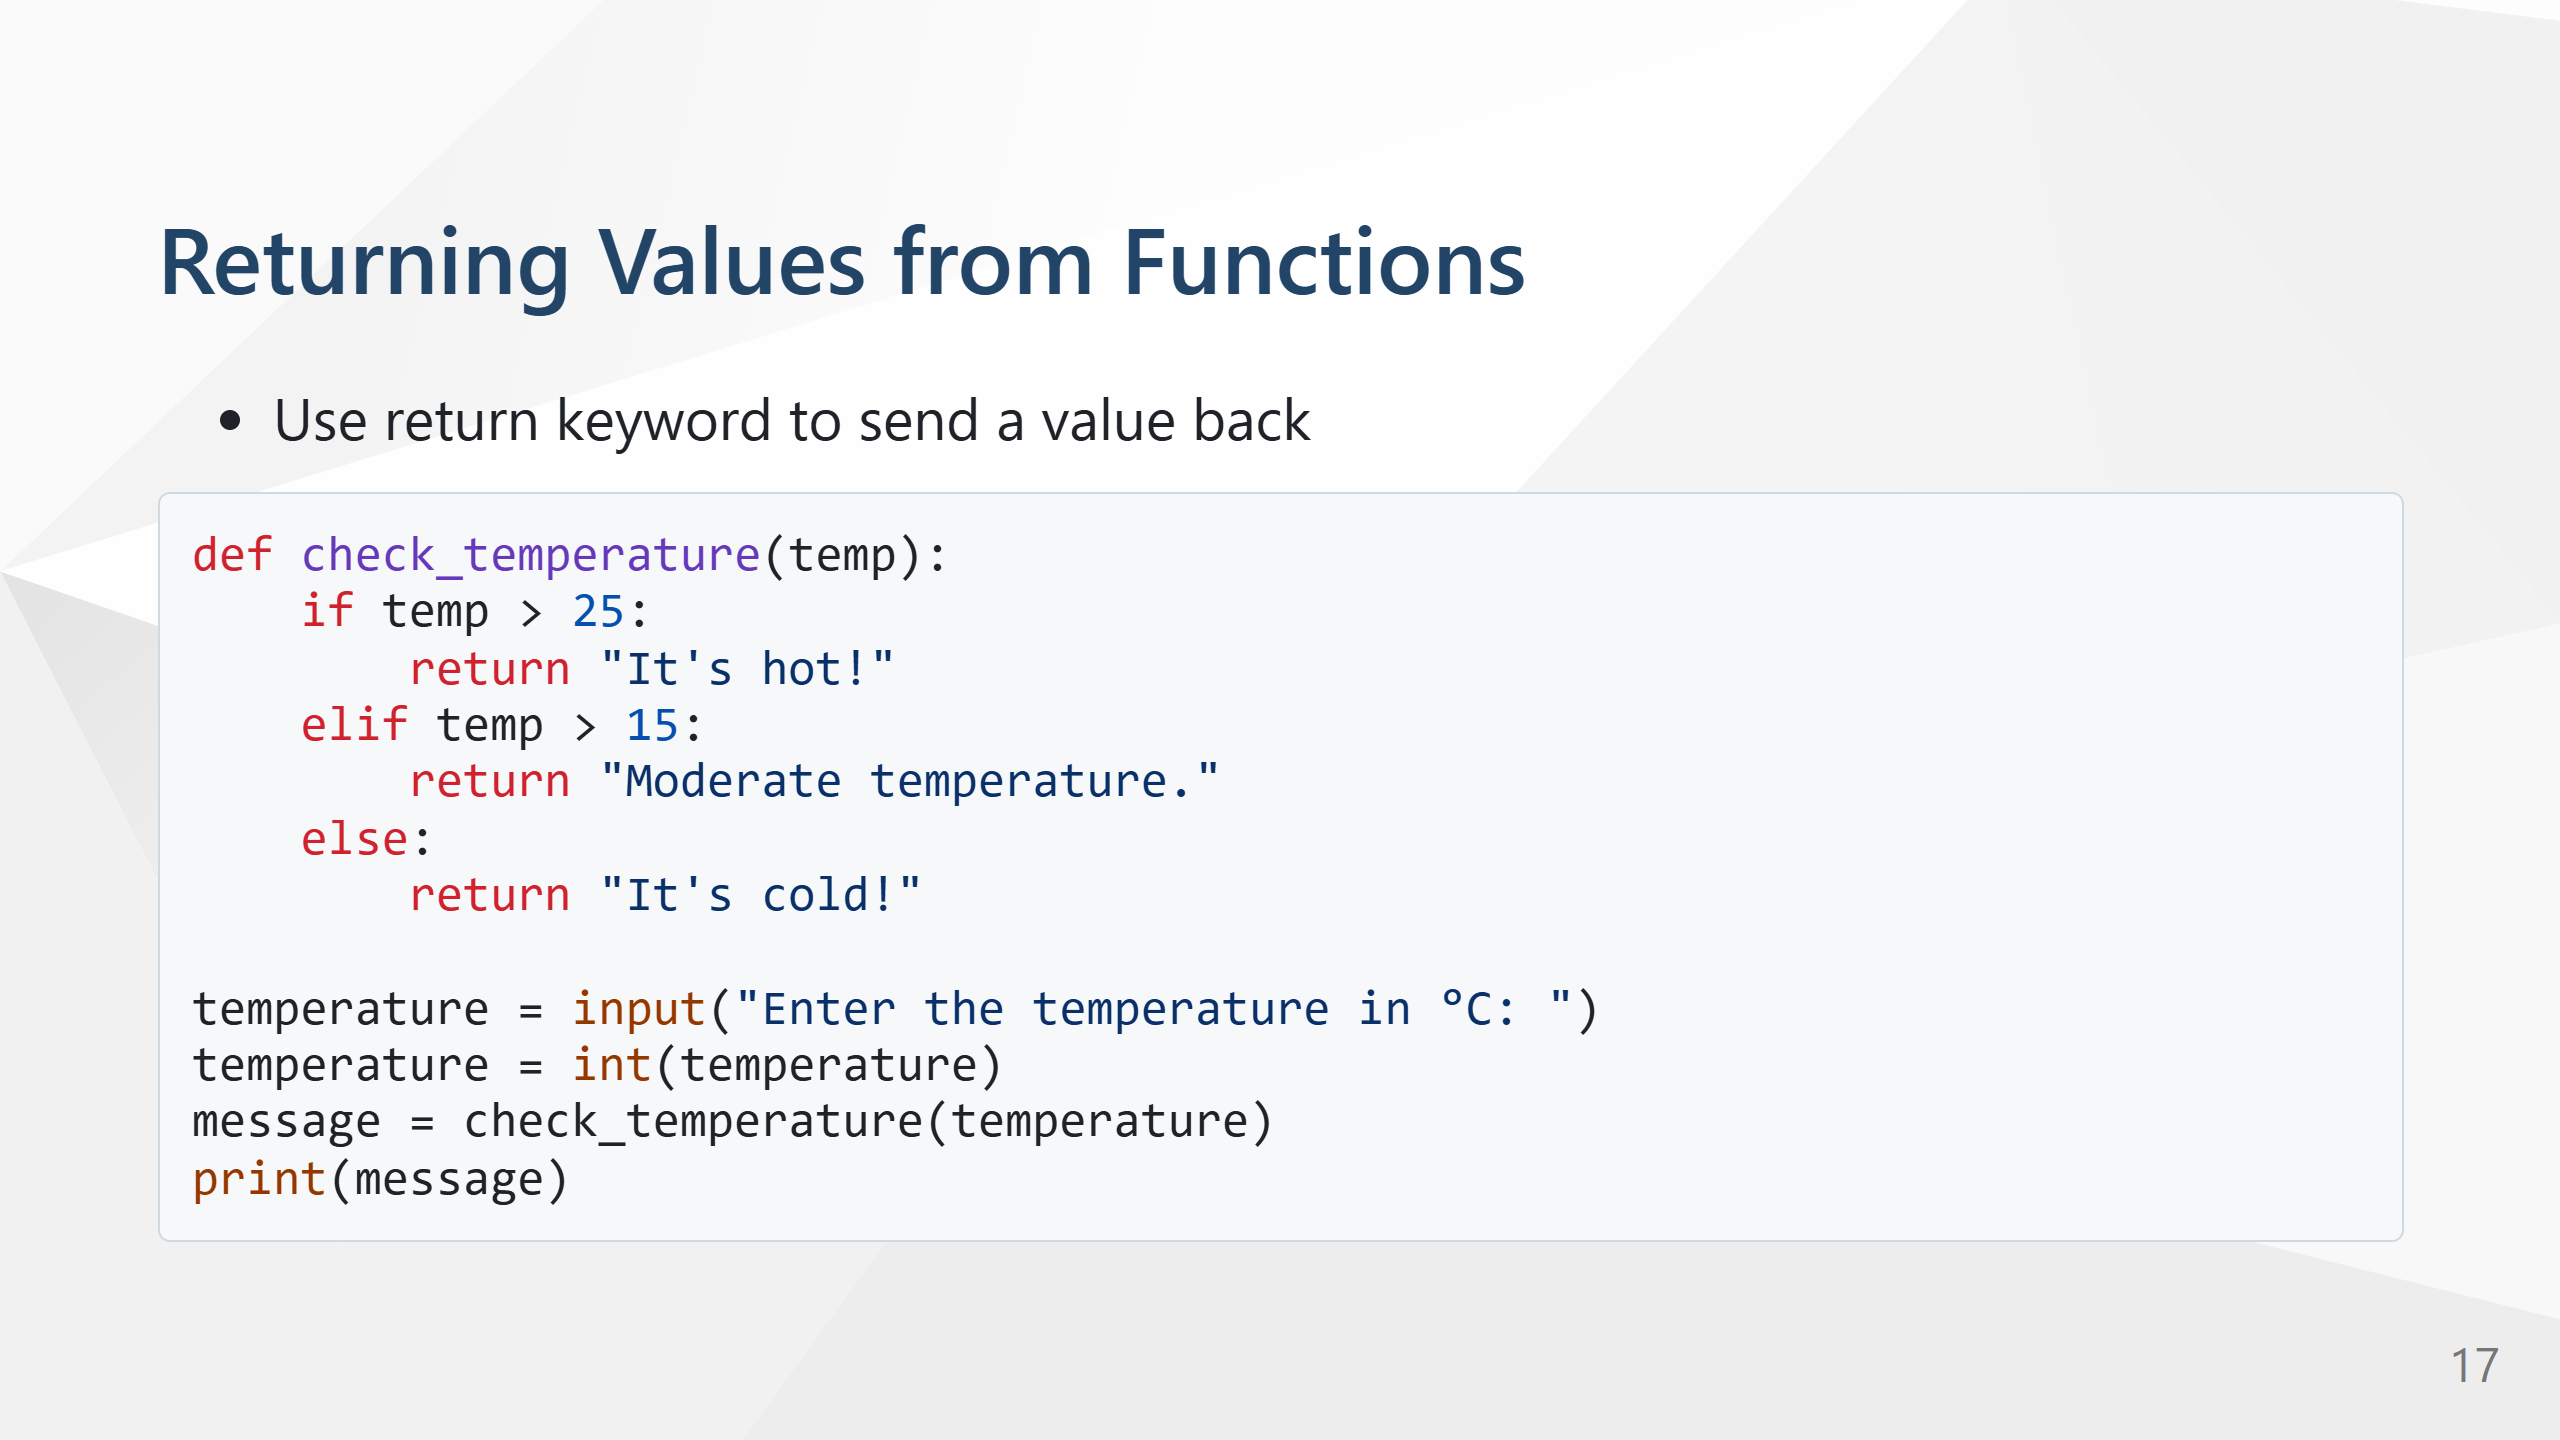 Returning Values from Functions
• Use return keyword to send a value back
def check_temperature(temp):
    if temp > 25:
        return "It's hot!"
    elif temp > 15:
        return "Moderate temperature."
    else:
        return "It's cold!"

temperature = input("Enter the temperature in °C: ")
temperature = int(temperature)
message = check_temperature(temperature)
print(message)
17